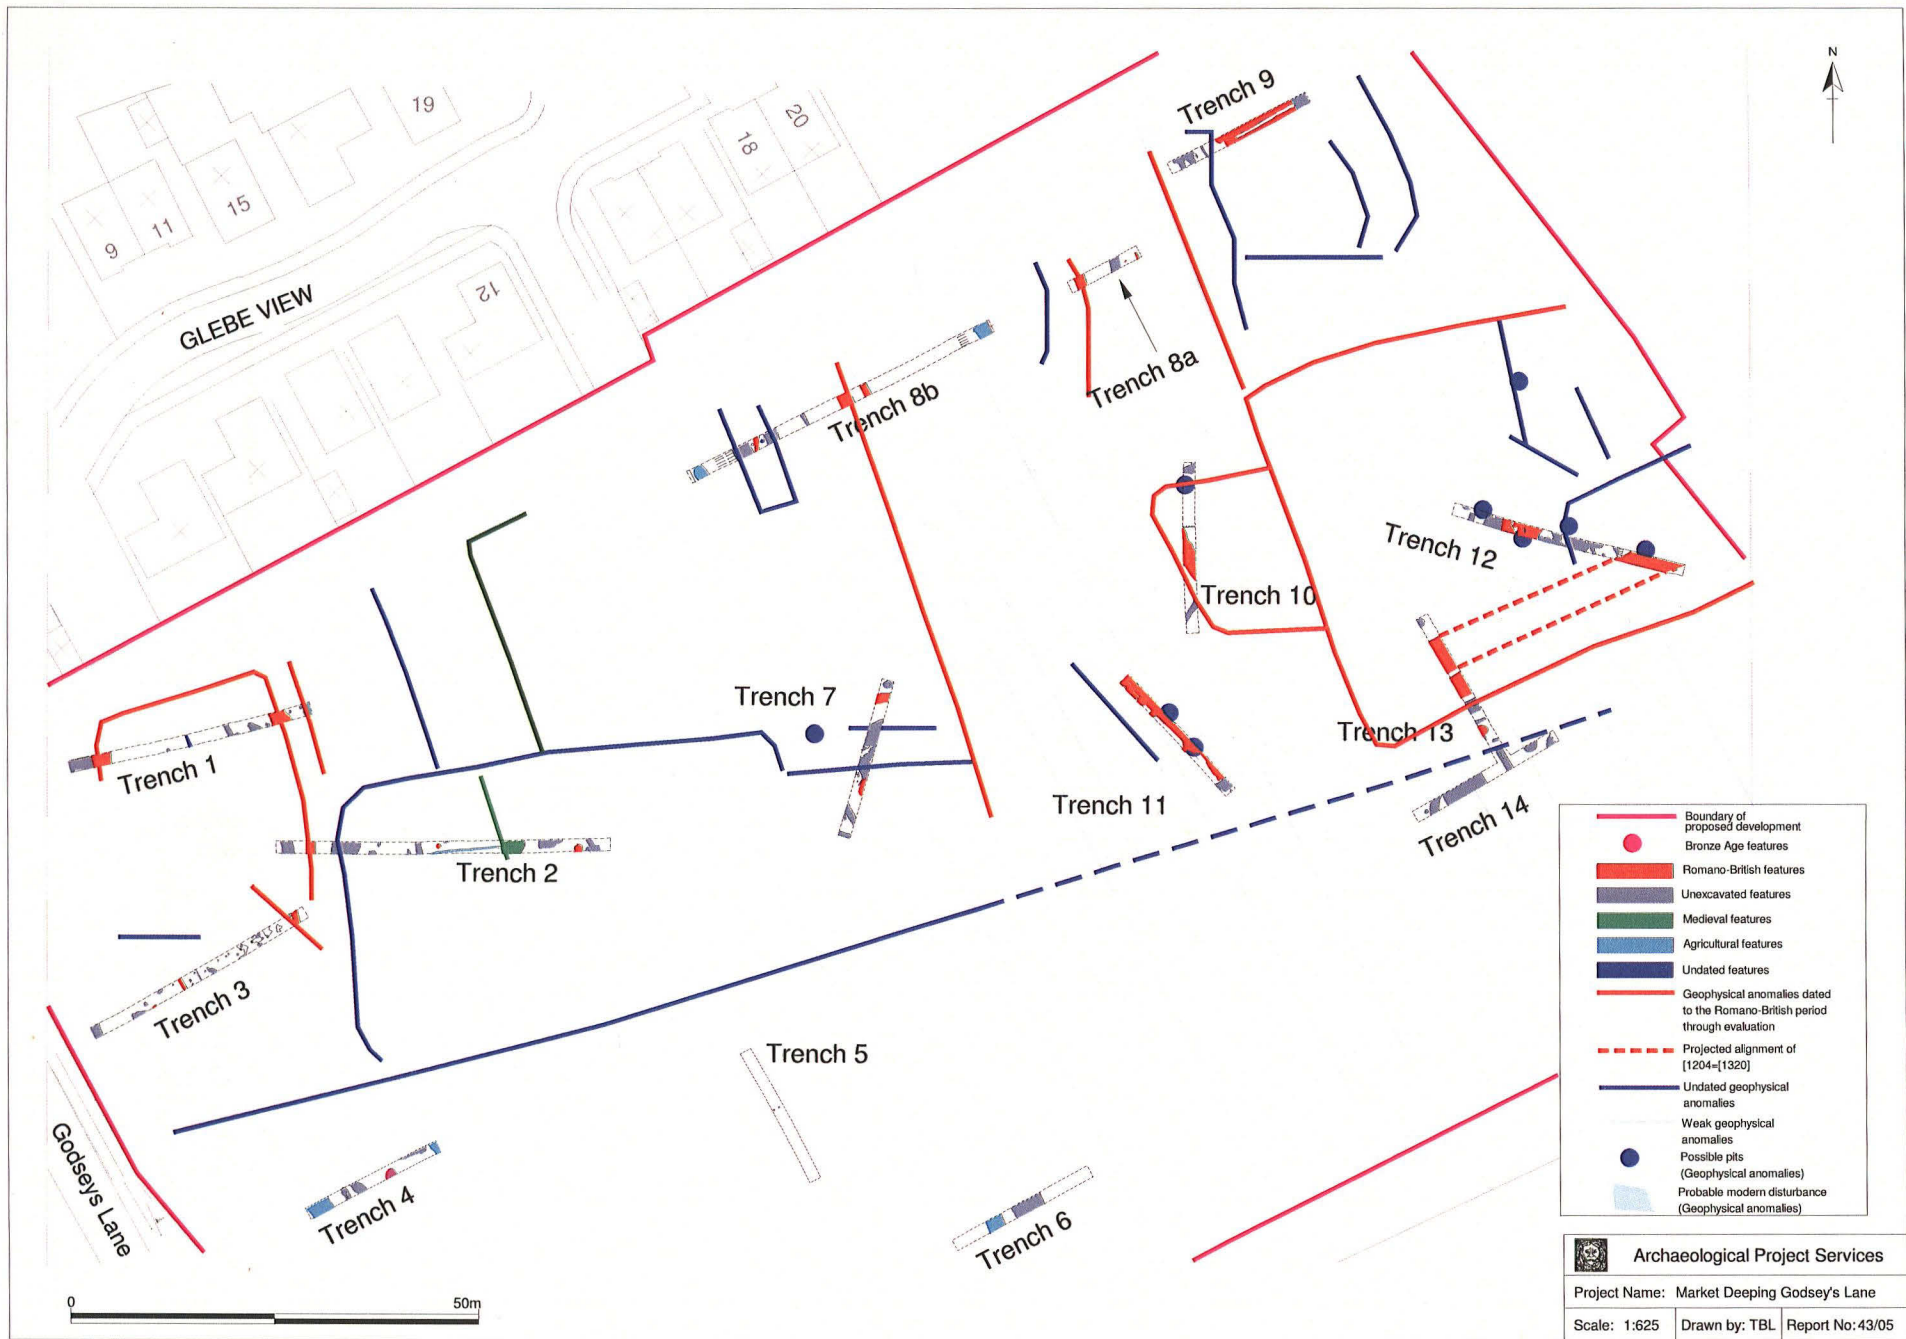 N
19
20
18
15
11
9
12
GLEBE VIEW
Trench 9
Trench 8a
Trench 8b
Trench 12
Trench 10
Trench 7
Trench 13
Trench 1
Trench 11
Trench 14
Trench 2
Trench 3
Trench 5
Trench 4
Trench 6
Godseys Lane
0 50m
Boundary of
proposed development
Bronze Age features
Romano-British features
Unexcavated features
Medieval features
Agricultural features
Undated features
Geophysical anomalies dated
to the Romano-British period
through evaluation
Projected alignment of
[1204=[1320]
Undated geophysical
anomalies
Weak geophysical
anomalies
Possible pits
(Geophysical anomalies)
Probable modern disturbance
(Geophysical anomalies)
Archaeological Project Services
Project Name: Market Deeping Godsey's Lane
Scale: 1:625 Drawn by: TBL Report No: 43/05